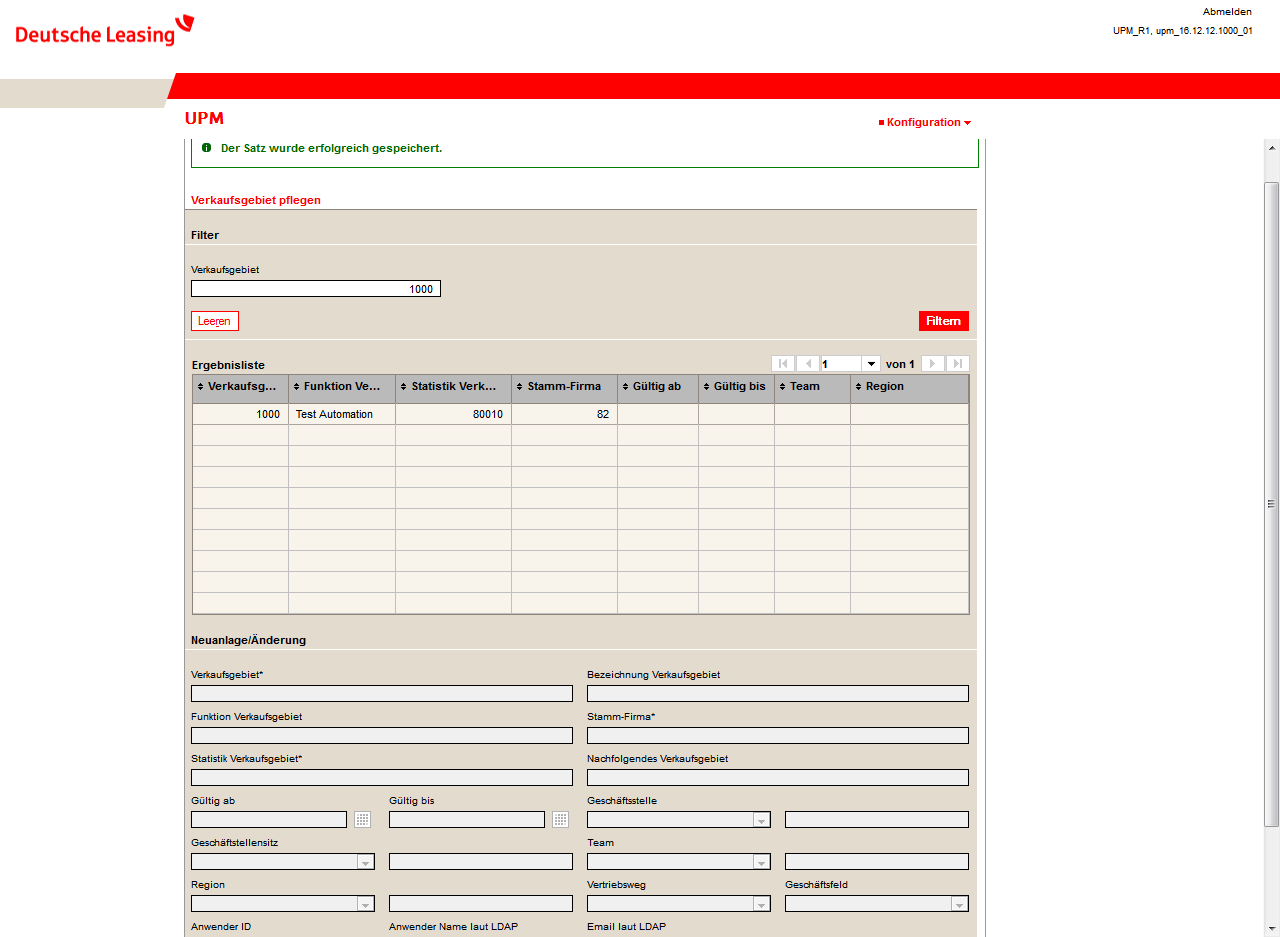 Deutsche Leasing
Abmelden
UPM_R1, upm_16.12.12.1000_01
UPM
Konfiguration
Der Satz wurde erfolgreich gespeichert.
Verkaufsgebiet pflegen
Filter
Verkaufsgebiet
1000
Leeren
Filtern
Ergebnisliste
1 von 1
Verkaufsg... Funktion Ve... Statistik Verk... Stamm-Firma Gültig ab Gültig bis Team Region
1000 Test Automation 80010 82
Neuanlage/Änderung
Verkaufsgebiet* Bezeichnung Verkaufsgebiet
Funktion Verkaufsgebiet Stamm-Firma*
Statistik Verkaufsgebiet* Nachfolgendes Verkaufsgebiet
Gültig ab Gültig bis Geschäftsstelle
Geschäftstellensitz Team
Region Vertriebsweg Geschäftsfeld
Anwender ID Anwender Name laut LDAP Email laut LDAP